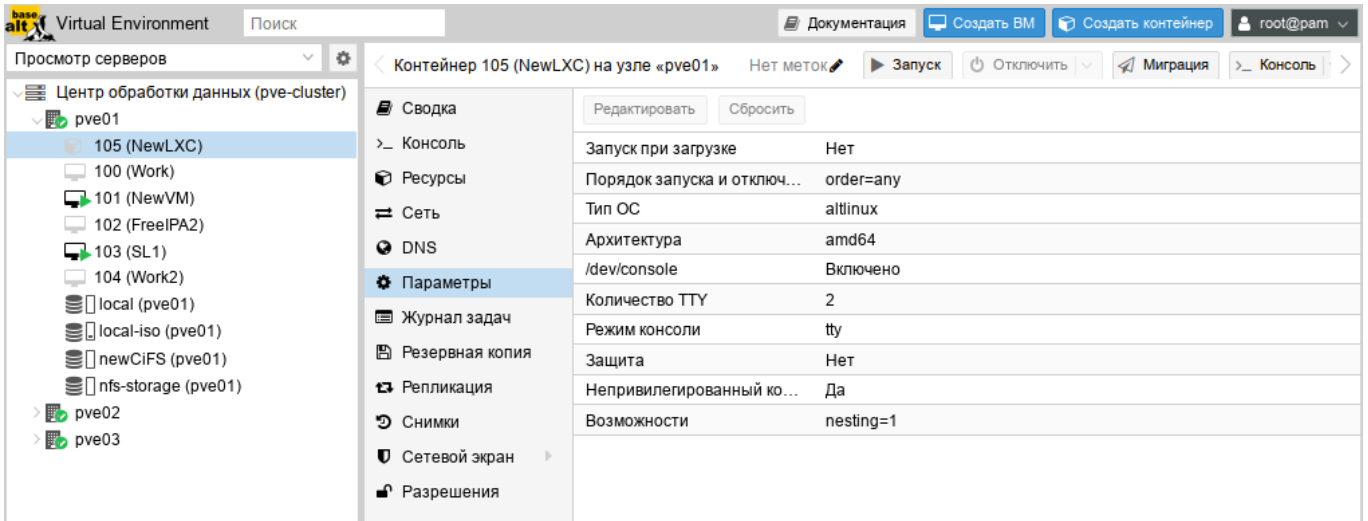 base alt Virtual Environment Поиск Документация Создать ВМ Создать контейнер root@pam
Просмотр серверов
Контейнер 105 (NewLXC) на узле «pve01» Нет меток Запуск Отключить Миграция >_ Консоль
Центр обработки данных (pve-cluster)
pve01
105 (NewLXC)
100 (Work)
101 (NewVM)
102 (FreeIPA2)
103 (SL1)
104 (Work2)
local (pve01)
local-iso (pve01)
newCiFS (pve01)
nfs-storage (pve01)
pve02
pve03
Сводка
>_ Консоль
Ресурсы
Сеть
DNS
Параметры
Журнал задач
Резервная копия
Репликация
Снимки
Сетевой экран
Разрешения
Редактировать Сбросить
Запуск при загрузке Нет
Порядок запуска и отключ... order=any
Тип ОС altlinux
Архитектура amd64
/dev/console Включено
Количество TTY 2
Режим консоли tty
Защита Нет
Непривилегированный ко... Да
Возможности nesting=1